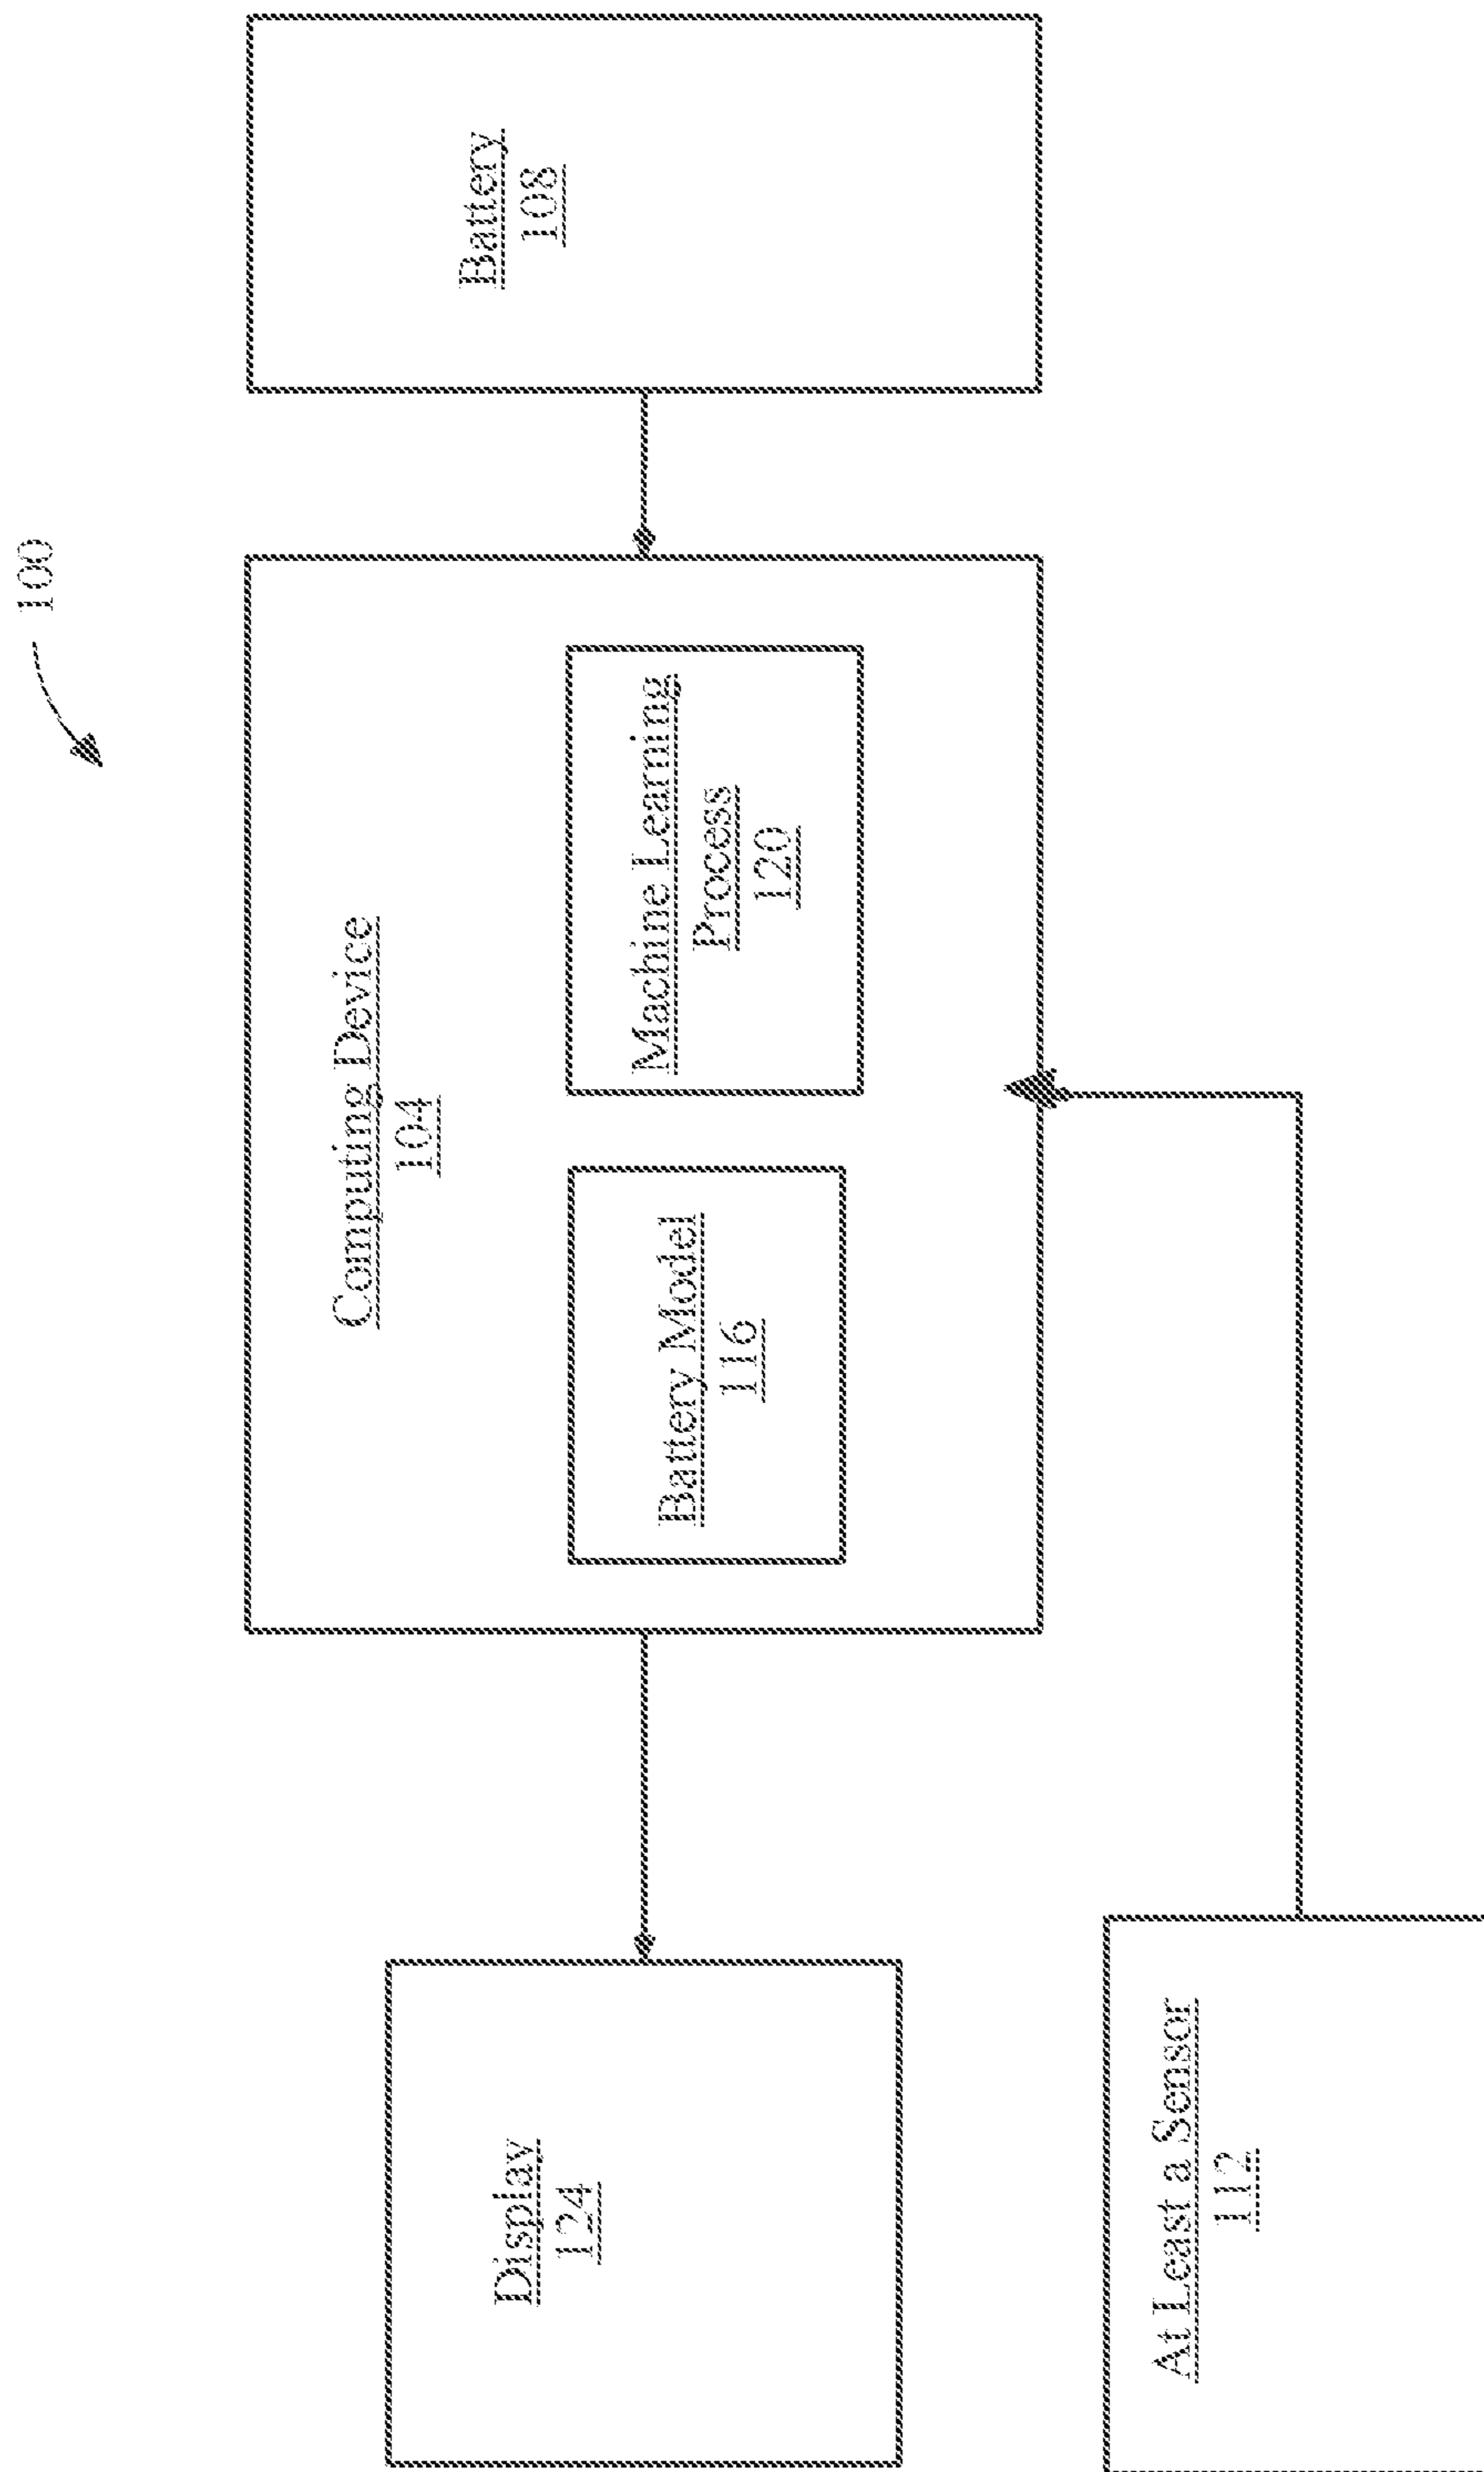 100
Computing Device
104
Display
124
Battery Model
116
Machine Learning
Process
120
Battery
108
At Least a Sensor
112